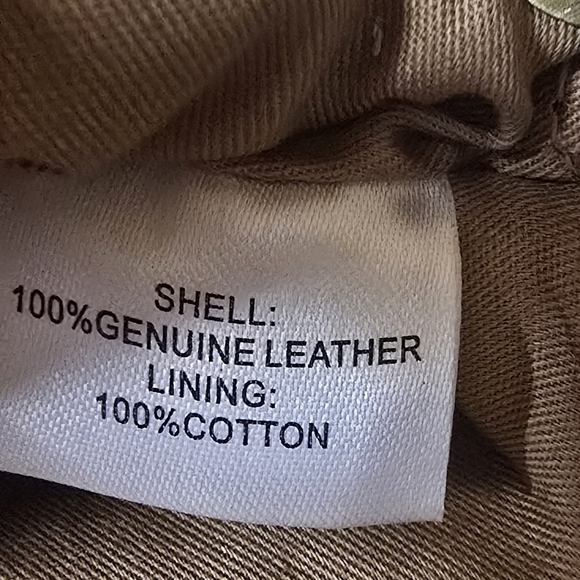 SHELL:
100%GENUINE LEATHER
LINING:
100%COTTON